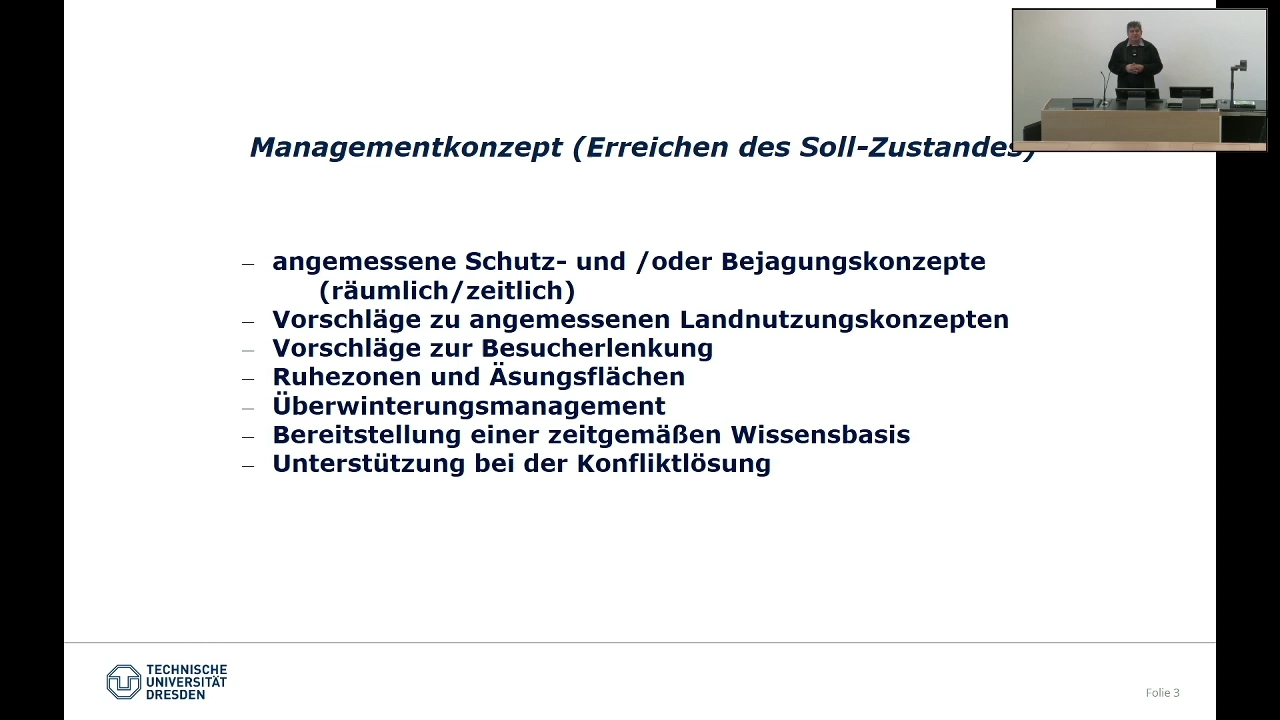 Managementkonzept (Erreichen des Soll-Zustandes)
– angemessene Schutz- und /oder Bejagungskonzepte
(räumlich/zeitlich)
– Vorschläge zu angemessenen Landnutzungskonzepten
– Vorschläge zur Besucherlenkung
– Ruhezonen und Äsungsflächen
– Überwinterungsmanagement
– Bereitstellung einer zeitgemäßen Wissensbasis
– Unterstützung bei der Konfliktlösung
TECHNISCHE
UNIVERSITÄT
DRESDEN
Folie 3